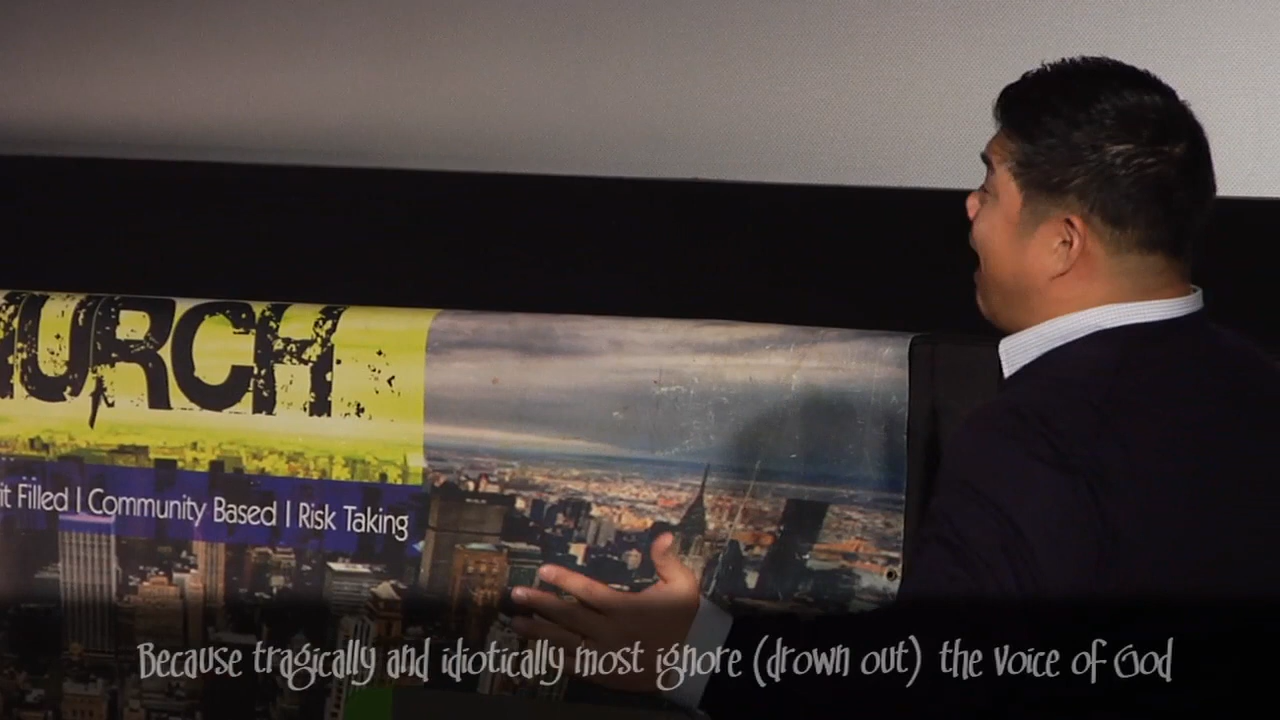 URCH
it Filled | Community Based | Risk Taking
Because tragically and idiotically most ignore (drown out) the voice of God